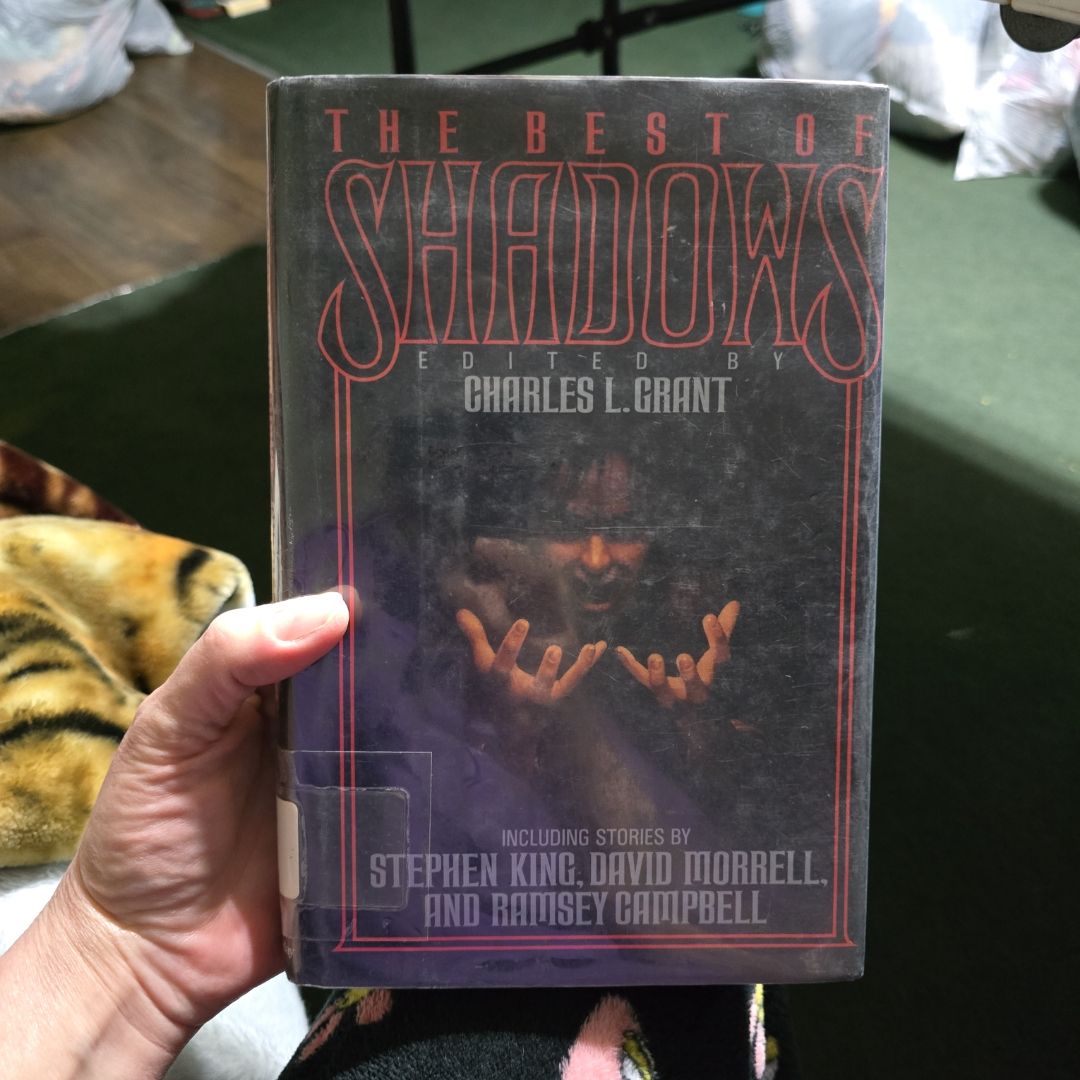 THE BEST OF
SHADOWS
EDITED BY
CHARLES L. GRANT
INCLUDING STORIES BY
STEPHEN KING, DAVID MORRELL,
AND RAMSEY CAMPBELL